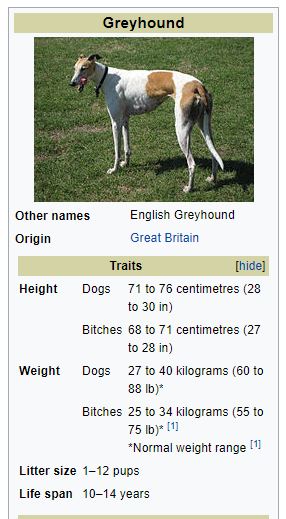 Greyhound
Other names English Greyhound
Origin Great Britain
Traits [hide]
Height Dogs 71 to 76 centimetres (28
to 30 in)
Bitches 68 to 71 centimetres (27
to 28 in)
Weight Dogs 27 to 40 kilograms (60 to
88 lb)*
Bitches 25 to 34 kilograms (55 to
75 lb)* [1]
*Normal weight range [1]
Litter size 1–12 pups
Life span 10–14 years